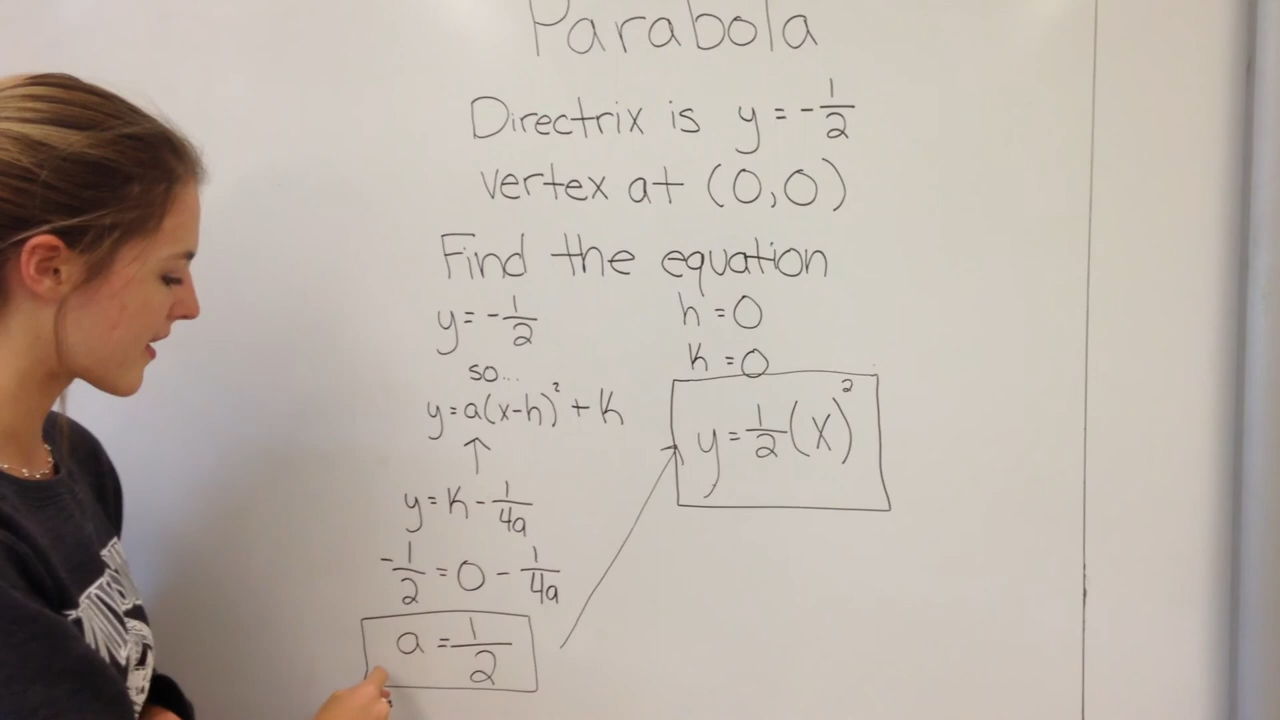 Parabola
Directrix is y = -1/2
vertex at (0,0)
Find the equation
y = -1/2
so...
y = a(x-h)² + K
y = K - 1/4a
-1/2 = 0 - 1/4a
a = 1/2
h = 0
K = 0
y = 1/2 (x)²